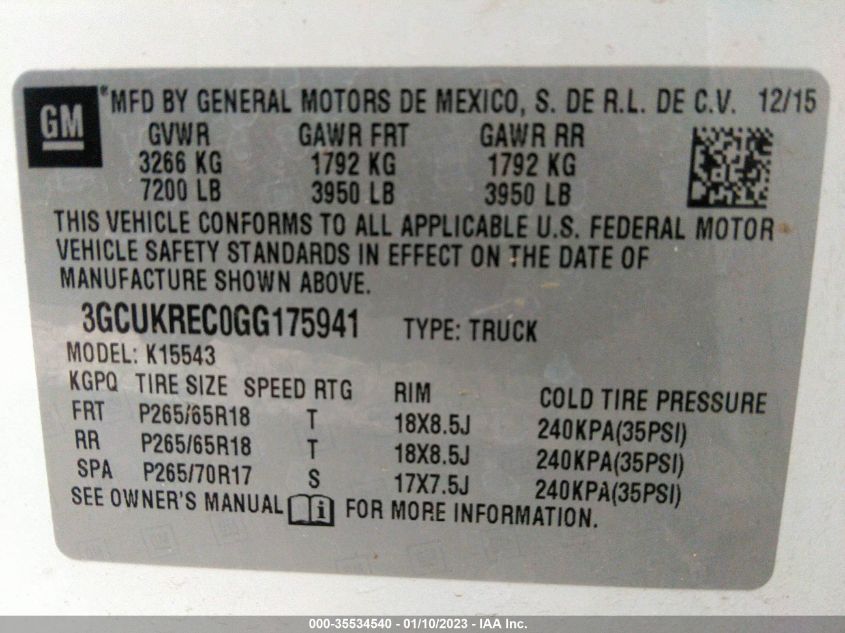 GM ® MFD BY GENERAL MOTORS DE MEXICO, S. DE R.L. DE C.V. 12/15
GVWR GAWR FRT GAWR RR
3266 KG 1792 KG 1792 KG
7200 LB 3950 LB 3950 LB
THIS VEHICLE CONFORMS TO ALL APPLICABLE U.S. FEDERAL MOTOR
VEHICLE SAFETY STANDARDS IN EFFECT ON THE DATE OF
MANUFACTURE SHOWN ABOVE.
3GCUKREC0GG175941 TYPE: TRUCK
MODEL: K15543
KGPQ TIRE SIZE SPEED RTG RIM COLD TIRE PRESSURE
FRT P265/65R18 T 18X8.5J 240KPA(35PSI)
RR P265/65R18 T 18X8.5J 240KPA(35PSI)
SPA P265/70R17 S 17X7.5J 240KPA(35PSI)
SEE OWNER'S MANUAL i FOR MORE INFORMATION.
000-35534540 - 01/10/2023 - IAA Inc.